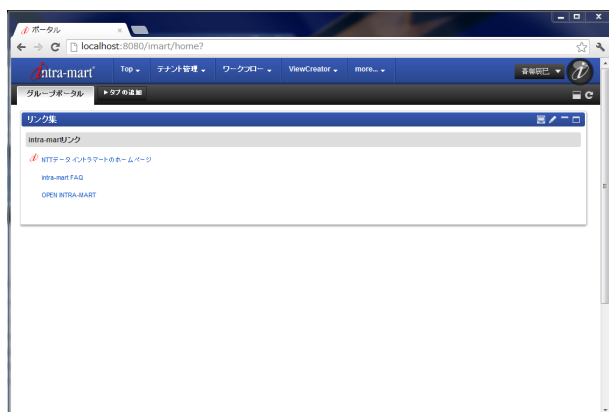 ポータル
localhost:8080/imart/home?
intra-mart®
Top テナント管理 ワークフロー ViewCreator more... 青柳辰巳
グループポータル タブの追加
リンク集
intra-martリンク
NTTデータ イントラマートのホームページ
intra-mart FAQ
OPEN INTRA-MART